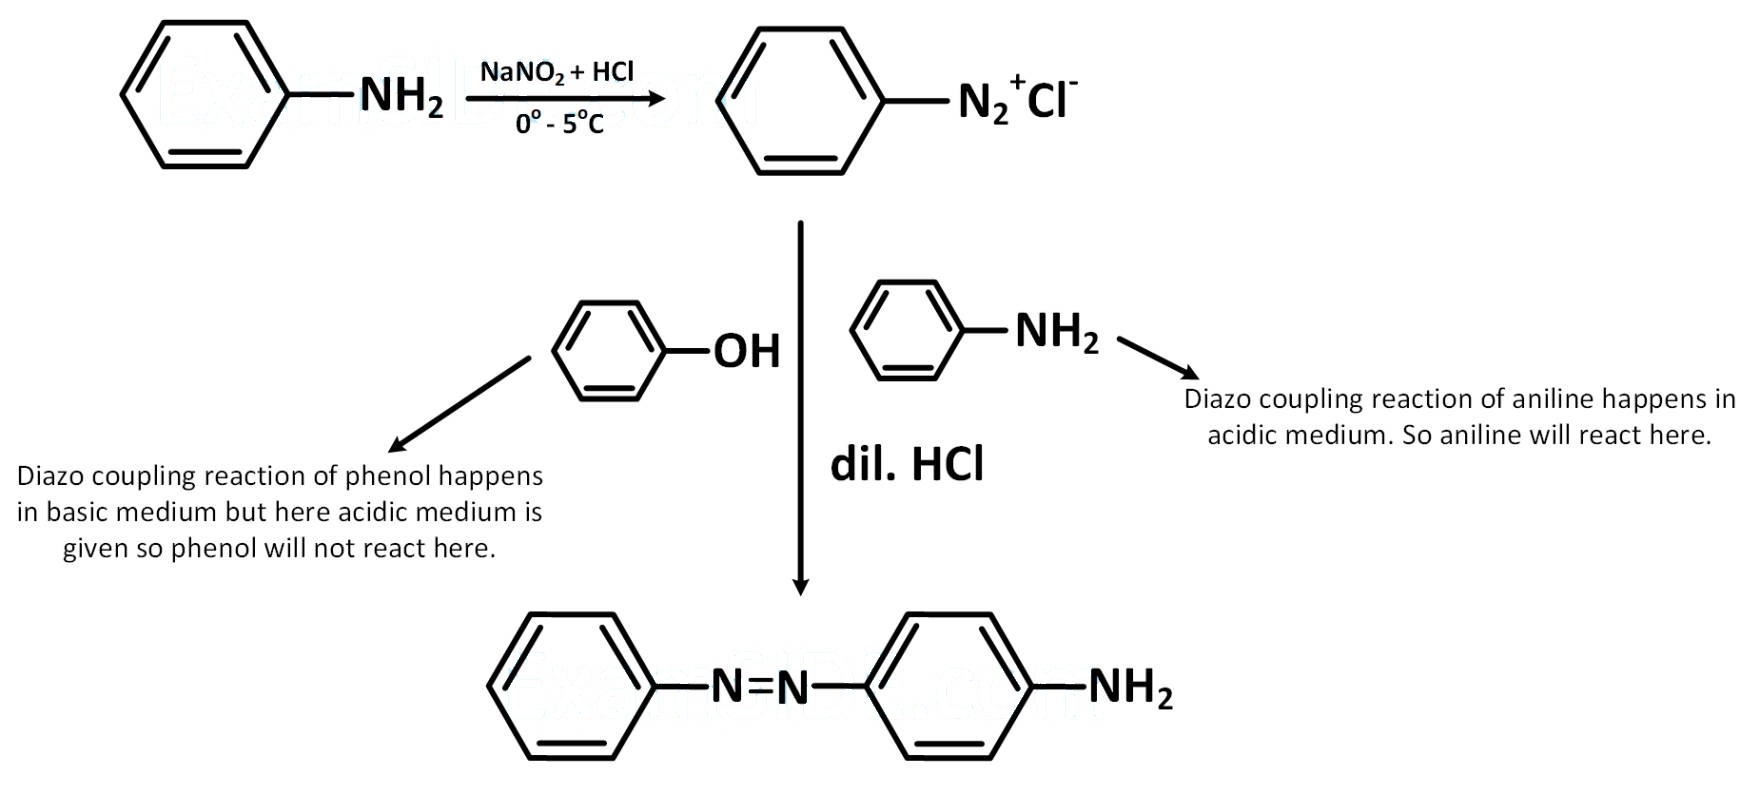 NaNO₂ + HCl
NH₂
0° - 5°C
N₂⁺Cl⁻
OH
NH₂
Diazo coupling reaction of aniline happens in
acidic medium. So aniline will react here.
dil. HCl
Diazo coupling reaction of phenol happens
in basic medium but here acidic medium is
given so phenol will not react here.
N=N
NH₂